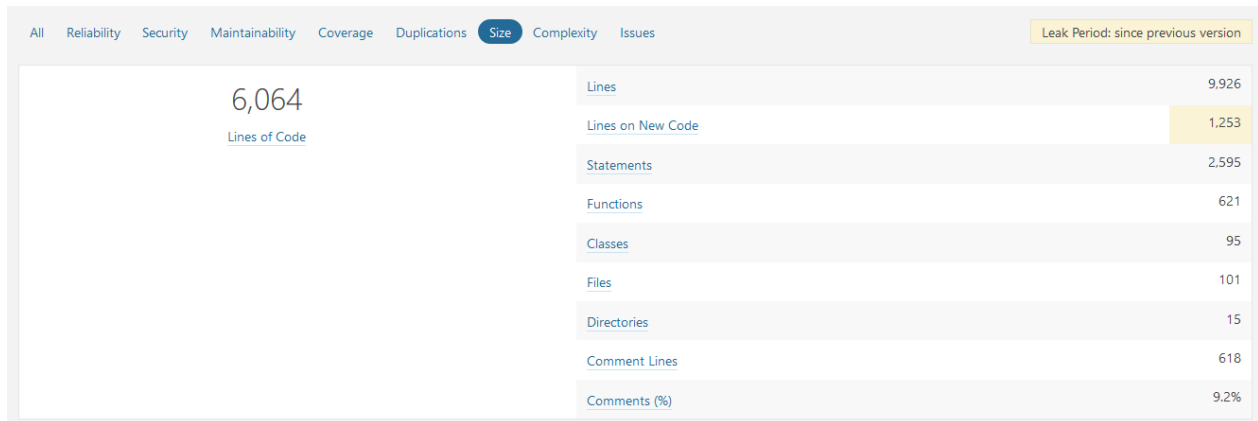 All Reliability Security Maintainability Coverage Duplications Size Complexity Issues Leak Period: since previous version
6,064
Lines of Code
Lines 9,926
Lines on New Code 1,253
Statements 2,595
Functions 621
Classes 95
Files 101
Directories 15
Comment Lines 618
Comments (%) 9.2%